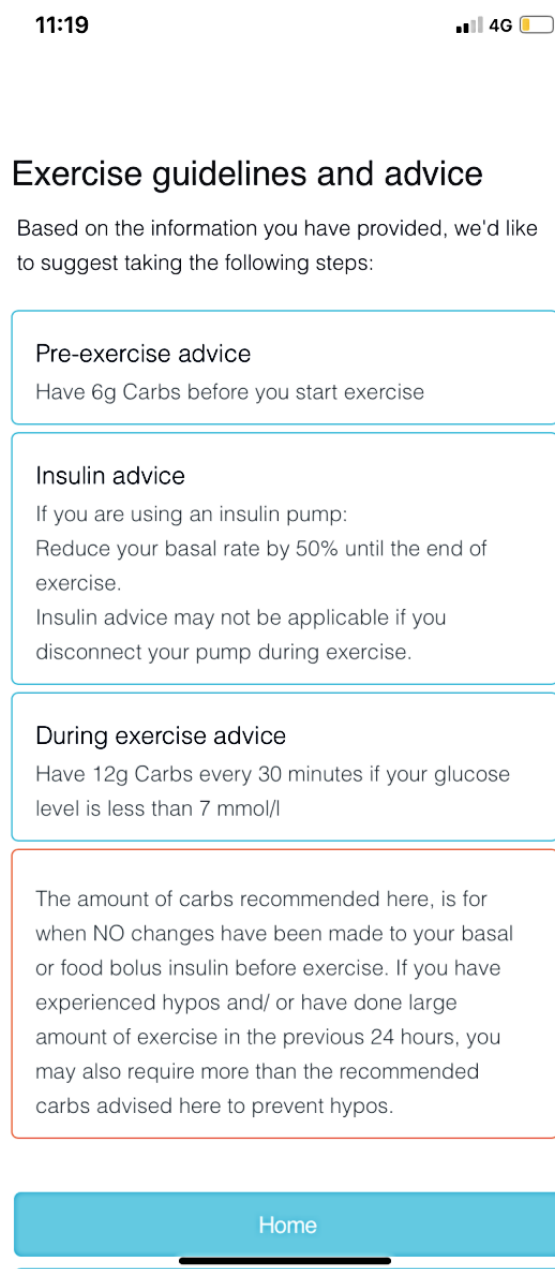 11:19
4G
Exercise guidelines and advice
Based on the information you have provided, we'd like
to suggest taking the following steps:
Pre-exercise advice
Have 6g Carbs before you start exercise
Insulin advice
If you are using an insulin pump:
Reduce your basal rate by 50% until the end of
exercise.
Insulin advice may not be applicable if you
disconnect your pump during exercise.
During exercise advice
Have 12g Carbs every 30 minutes if your glucose
level is less than 7 mmol/l
The amount of carbs recommended here, is for
when NO changes have been made to your basal
or food bolus insulin before exercise. If you have
experienced hypos and/ or have done large
amount of exercise in the previous 24 hours, you
may also require more than the recommended
carbs advised here to prevent hypos.
Home